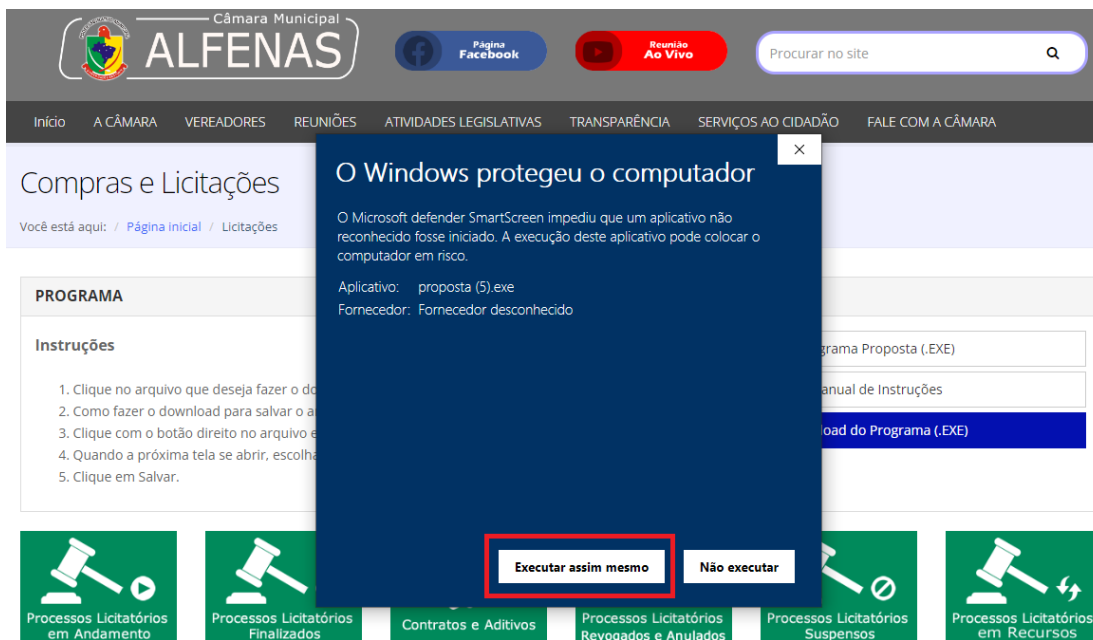 Câmara Municipal
ALFENAS
Página
Facebook
Reunião
Ao Vivo
Procurar no site
Início A CÂMARA VEREADORES REUNIÕES ATIVIDADES LEGISLATIVAS TRANSPARÊNCIA SERVIÇOS AO CIDADÃO FALE COM A CÂMARA
Compras e Licitações
Você está aqui: / Página inicial / Licitações
O Windows protegeu o computador
O Microsoft defender SmartScreen impediu que um aplicativo não
reconhecido fosse iniciado. A execução deste aplicativo pode colocar o
computador em risco.
Aplicativo: proposta (5).exe
Fornecedor: Fornecedor desconhecido
Executar assim mesmo
Não executar
PROGRAMA
Instruções
1. Clique no arquivo que deseja fazer o do
2. Como fazer o download para salvar o a
3. Clique com o botão direito no arquivo e
4. Quando a próxima tela se abrir, escolha
5. Clique em Salvar.
grama Proposta (.EXE)
anual de Instruções
load do Programa (.EXE)
Processos Licitatórios
em Andamento
Processos Licitatórios
Finalizados
Contratos e Aditivos
Processos Licitatórios
Revogados e Anulados
Processos Licitatórios
Suspensos
Processos Licitatórios
em Recursos